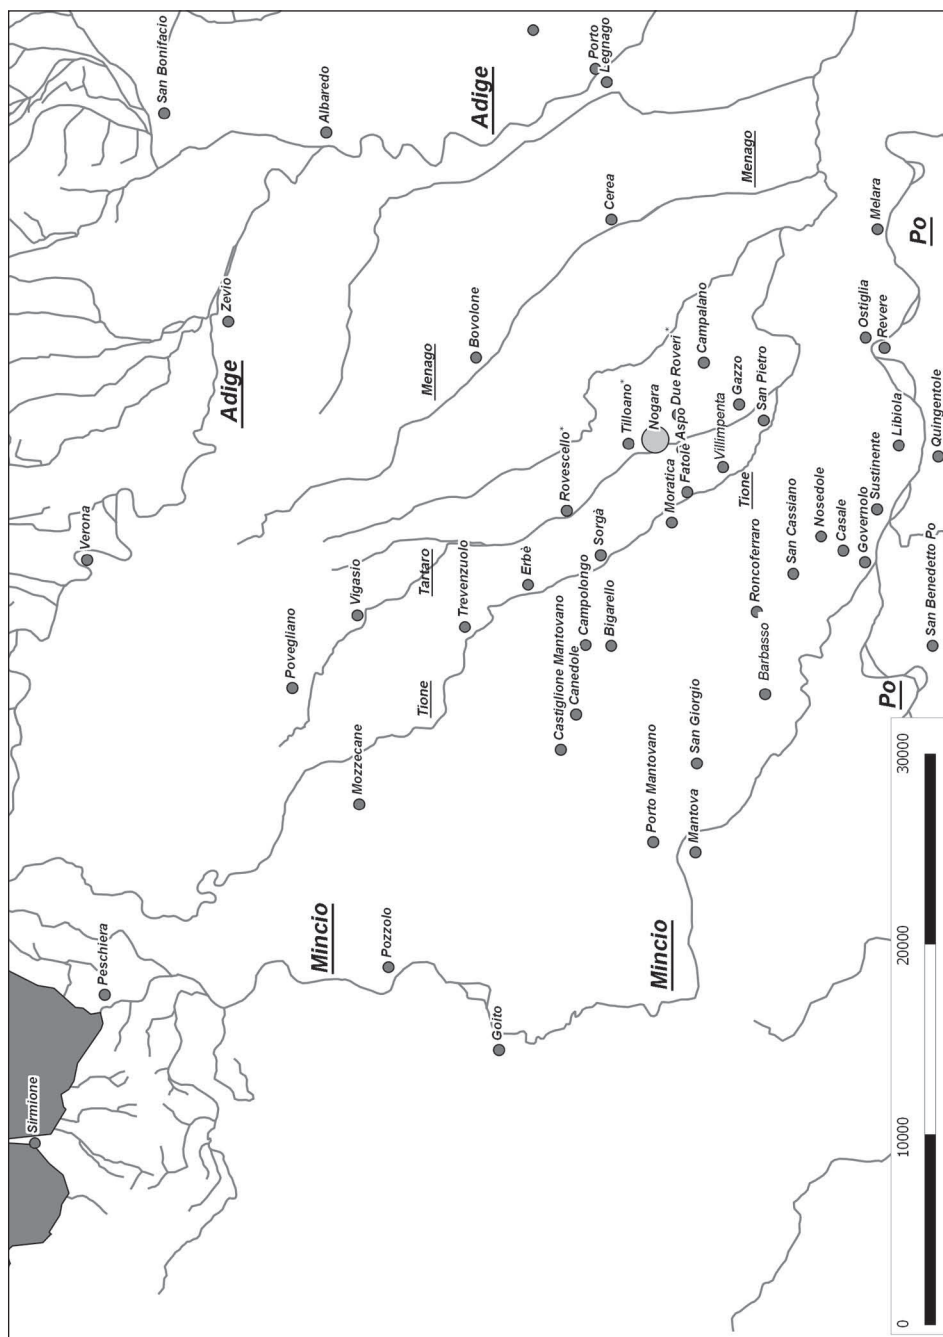 Sirmione
Verona
Peschiera
San Bonifacio
Zevio
Adige
Povegliano
Mincio
Albaredo
Vigasio
Mozzecane
Pozzolo
Tione
Tartaro
Menago
Trevenzuolo
Bovolone
Adige
Goito
Erbè
Castiglione Mantovano
Rovescello*
Canedole
Campolongo
Sorgà
Porto
Legnago
Bigarello
Cerea
Tilloano*
Porto Mantovano
Nogara
Mincio
Moratica
Due Roveri*
Aspo
Fatolè
Mantova
San Giorgio
Campalano
Villimpenta
Gazzo
Tione
Menago
Roncoferraro
San Pietro
Barbasso
San Cassiano
Nosedole
Casale
Governolo
Ostiglia
Sustinente
Melara
Revere
Po
Libiola
0
10000
20000
30000
Po
San Benedetto Po
Quingentole